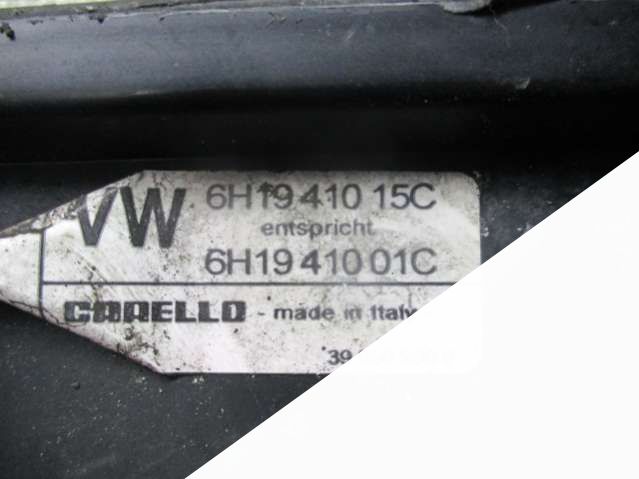 VW 6H19 410 15C
entspricht
6H19 410 01C
CARELLO - made in Italy